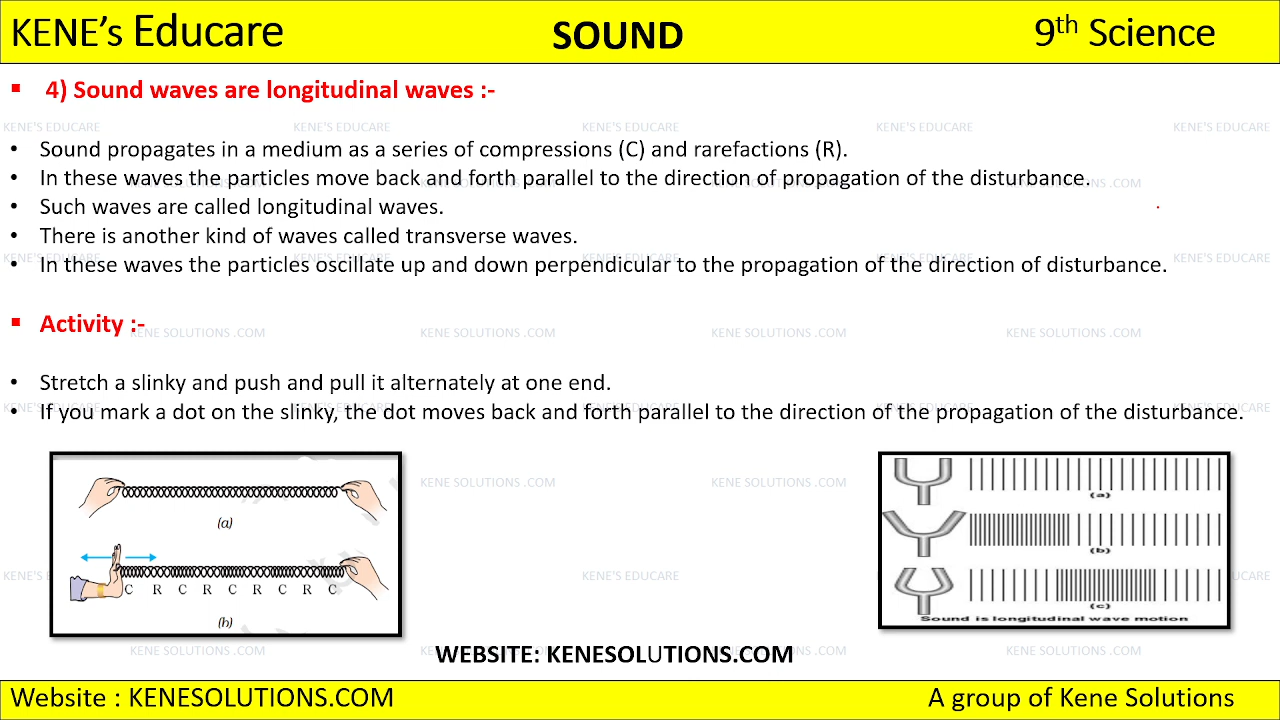 KENE's Educare
SOUND
9th Science
4) Sound waves are longitudinal waves :-
• Sound propagates in a medium as a series of compressions (C) and rarefactions (R).
• In these waves the particles move back and forth parallel to the direction of propagation of the disturbance.
• Such waves are called longitudinal waves.
• There is another kind of waves called transverse waves.
• In these waves the particles oscillate up and down perpendicular to the propagation of the direction of disturbance.
Activity :-
• Stretch a slinky and push and pull it alternately at one end.
• If you mark a dot on the slinky, the dot moves back and forth parallel to the direction of the propagation of the disturbance.
(a)
C R C R C R C R C
(b)
(a)
(b)
(c)
Sound is longitudinal wave motion
WEBSITE: KENESOLUTIONS.COM
Website : KENESOLUTIONS.COM
A group of Kene Solutions
KENE'S EDUCARE
KENE SOLUTIONS .COM